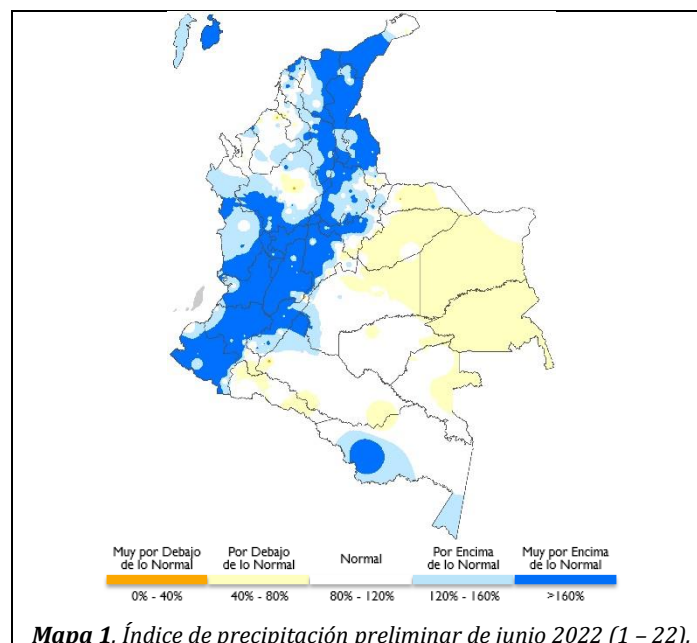 Muy por Debajo de lo Normal
Por Debajo de lo Normal
Normal
Por Encima de lo Normal
Muy por Encima de lo Normal
0% - 40%
40% - 80%
80% - 120%
120% - 160%
>160%
Mapa 1. Índice de precipitación preliminar de junio 2022 (1 – 22).